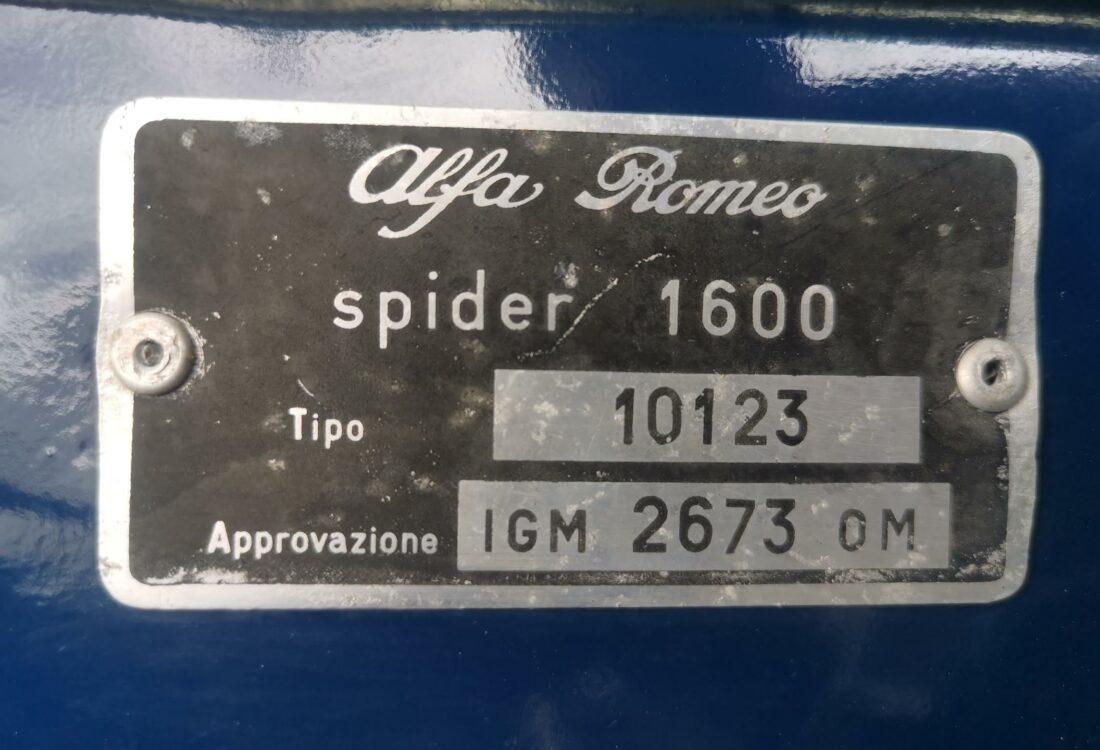 Alfa Romeo
spider 1600
Tipo 10123
Approvazione IGM 2673 OM